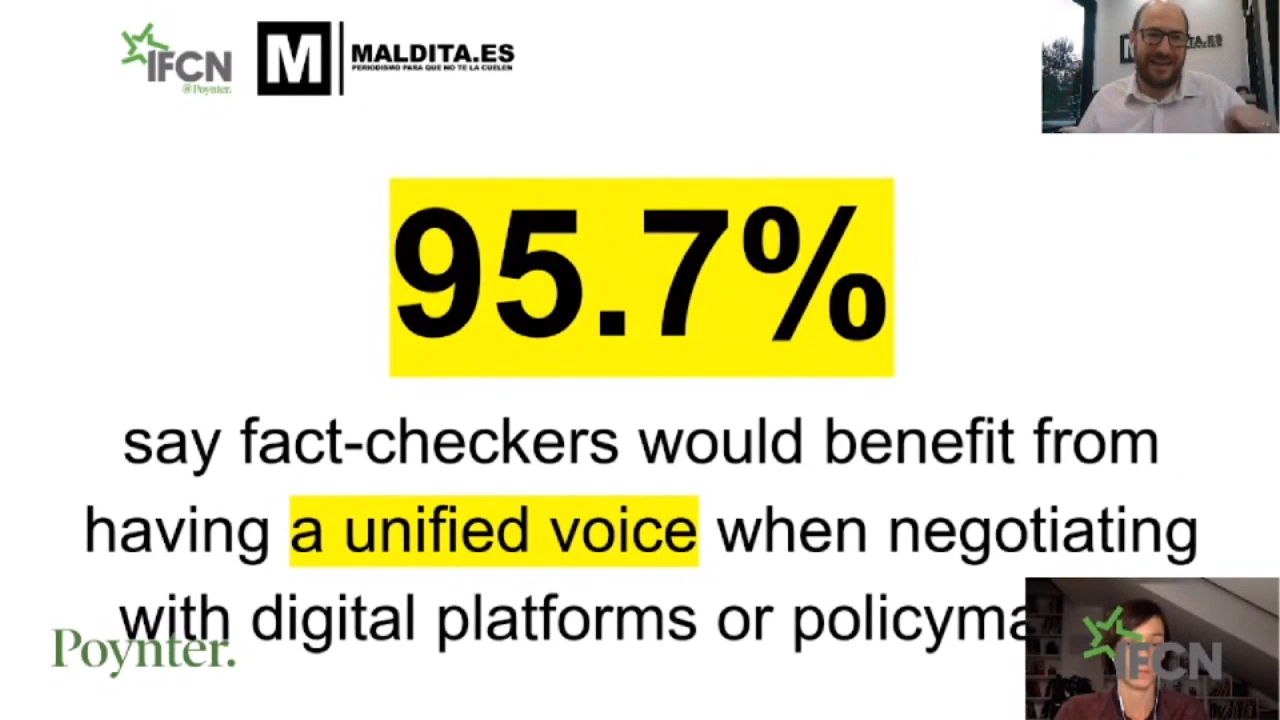 IFCN
@Poynter.
M
MALDITA.ES
PERIODISMO PARA QUE NO TE LA CUELEN
95.7%
say fact-checkers would benefit from
having a unified voice when negotiating
with digital platforms or policyma
Poynter.
IFCN